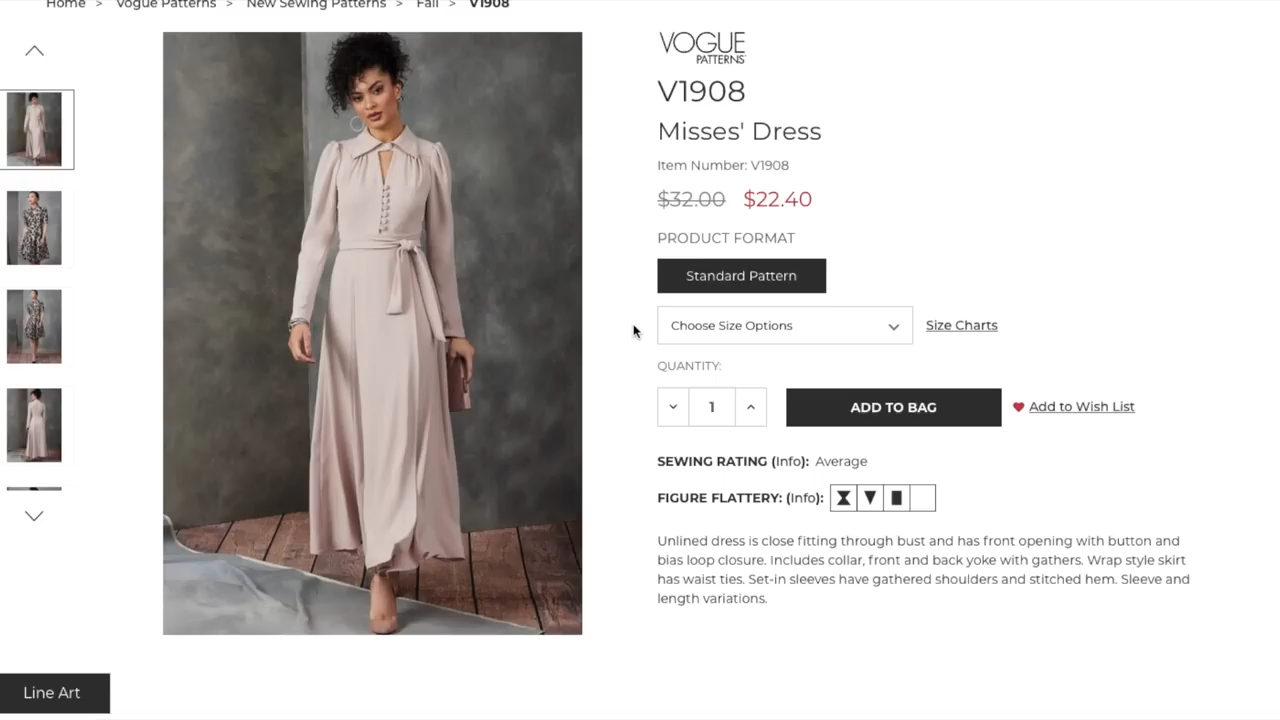 Home > Vogue Patterns > New Sewing Patterns > Fall > V1908
VOGUE
PATTERNS
V1908
Misses' Dress
Item Number: V1908
$32.00 $22.40
PRODUCT FORMAT
Standard Pattern
Choose Size Options Size Charts
QUANTITY:
1 ADD TO BAG Add to Wish List
SEWING RATING (Info): Average
FIGURE FLATTERY: (Info):
Unlined dress is close fitting through bust and has front opening with button and
bias loop closure. Includes collar, front and back yoke with gathers. Wrap style skirt
has waist ties. Set-in sleeves have gathered shoulders and stitched hem. Sleeve and
length variations.
Line Art